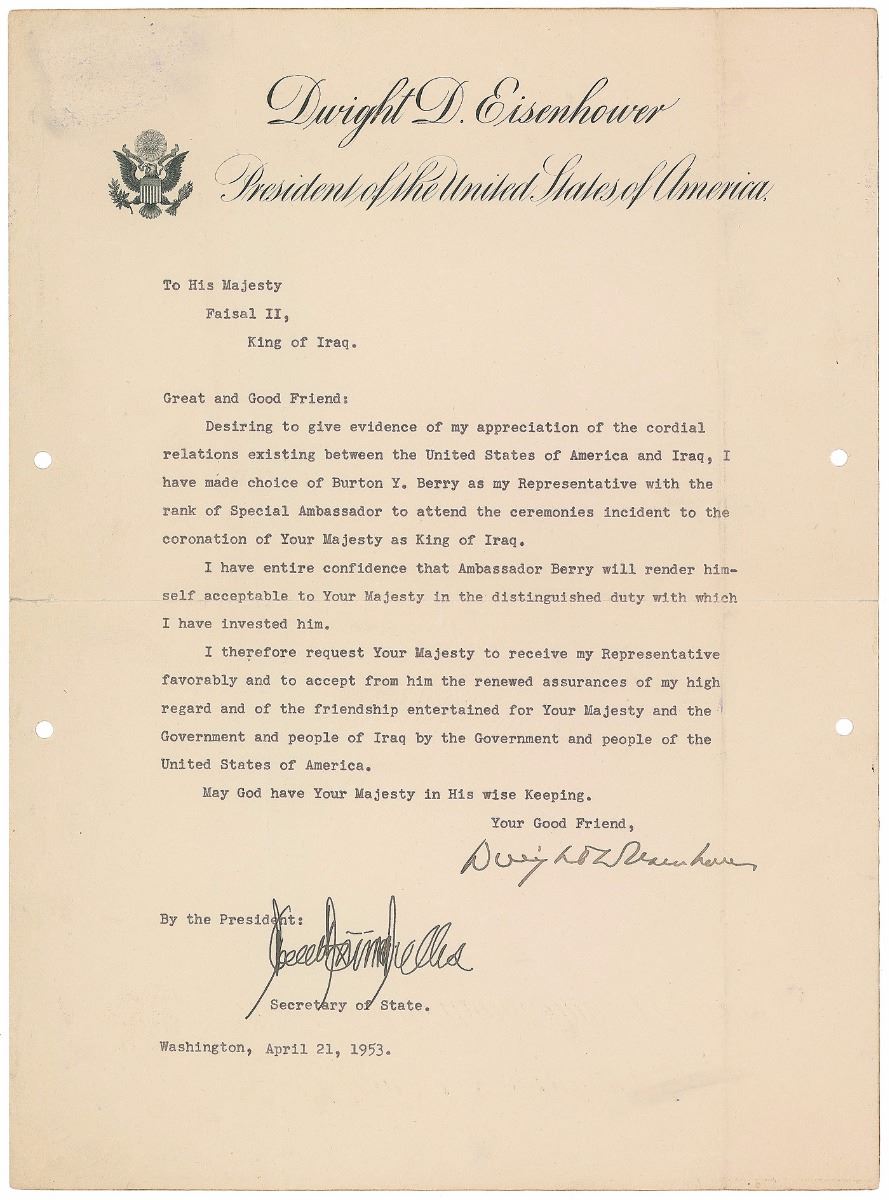 Dwight D. Eisenhower
President of the United States of America.
To His Majesty
Faisal II,
King of Iraq.
Great and Good Friend:
Desiring to give evidence of my appreciation of the cordial
relations existing between the United States of America and Iraq, I
have made choice of Burton Y. Berry as my Representative with the
rank of Special Ambassador to attend the ceremonies incident to the
coronation of Your Majesty as King of Iraq.
I have entire confidence that Ambassador Berry will render him-
self acceptable to Your Majesty in the distinguished duty with which
I have invested him.
I therefore request Your Majesty to receive my Representative
favorably and to accept from him the renewed assurances of my high
regard and of the friendship entertained for Your Majesty and the
Government and people of Iraq by the Government and people of the
United States of America.
May God have Your Majesty in His wise Keeping.
Your Good Friend,
Dwight D Eisenhower
By the President:
Secretary of State.
Washington, April 21, 1953.